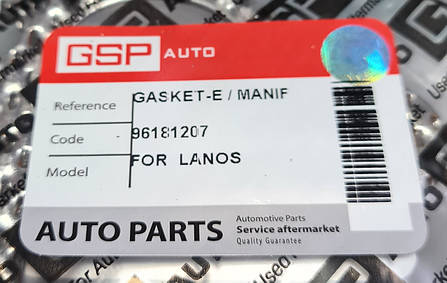 GSP AUTO
Reference GASKET-E / MANIF
Code 96181207
Model FOR LANOS
AUTO PARTS
Automotive Parts
Service aftermarket
Quality Guarantee